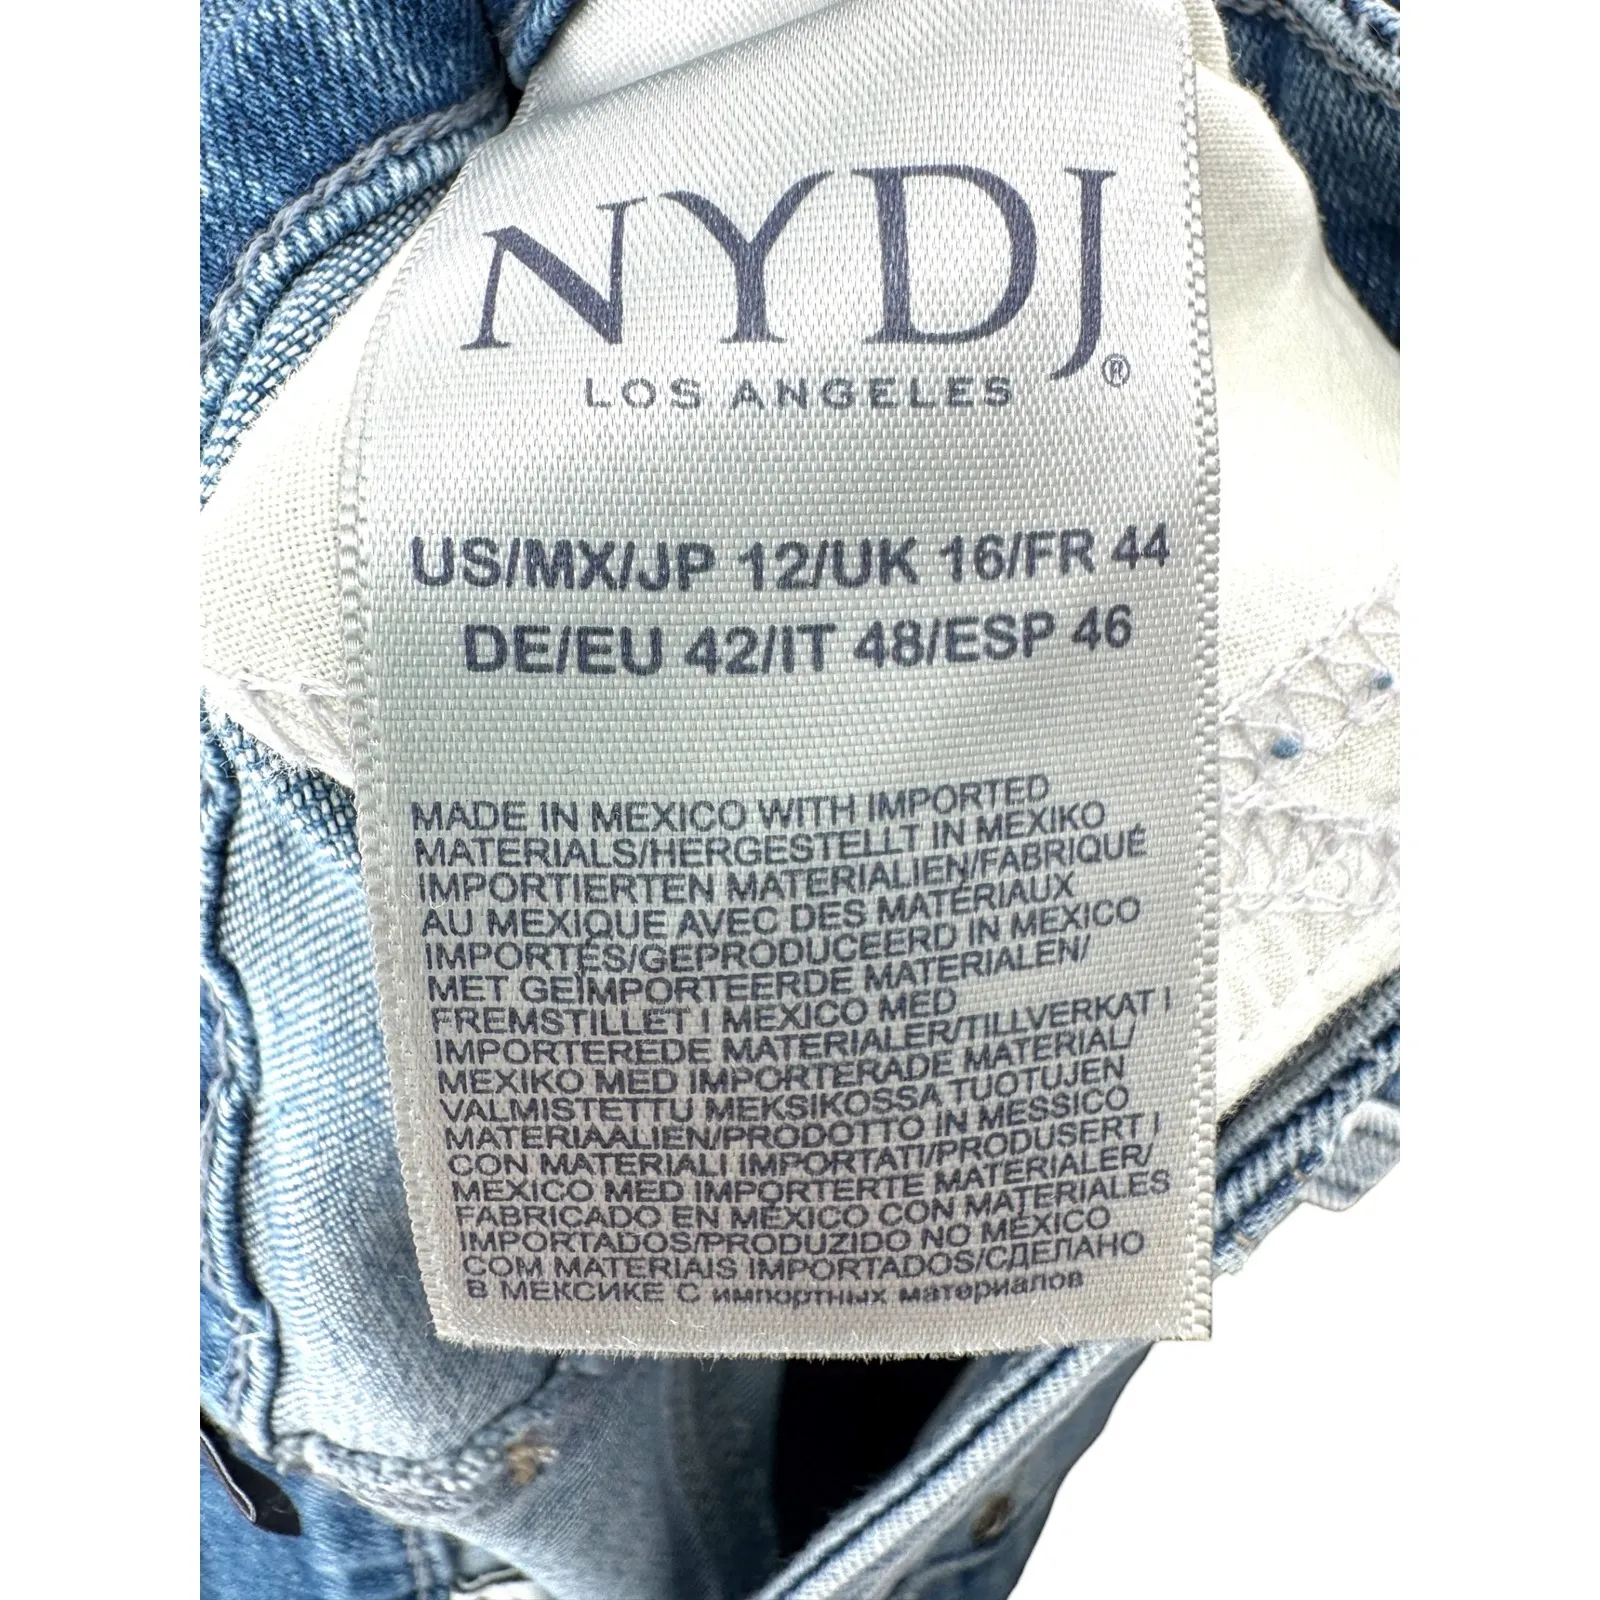 NYDJ®
LOS ANGELES
US/MX/JP 12/UK 16/FR 44
DE/EU 42/IT 48/ESP 46
MADE IN MEXICO WITH IMPORTED
MATERIALS/HERGESTELLT IN MEXIKO
IMPORTIERTEN MATERIALIEN/FABRIQUÉ
AU MEXIQUE AVEC DES MATÉRIAUX
IMPORTÉS/GEPRODUCEERD IN MEXICO
MET GEÏMPORTEERDE MATERIALEN/
FREMSTILLET I MEXICO MED
IMPORTEREDE MATERIALER/TILLVERKAT I
MEXIKO MED IMPORTERADE MATERIAL/
VALMISTETTU MEKSIKOSSA TUOTUJEN
MATERIAALIEN/PRODOTTO IN MESSICO
CON MATERIALI IMPORTATI/PRODUSERT I
MEXICO MED IMPORTERTE MATERIALER/
FABRICADO EN MÉXICO CON MATERIALES
IMPORTADOS/PRODUZIDO NO MÉXICO
COM MATERIAIS IMPORTADOS/СДЕЛАНО
В МЕКСИКЕ С импортных материалов